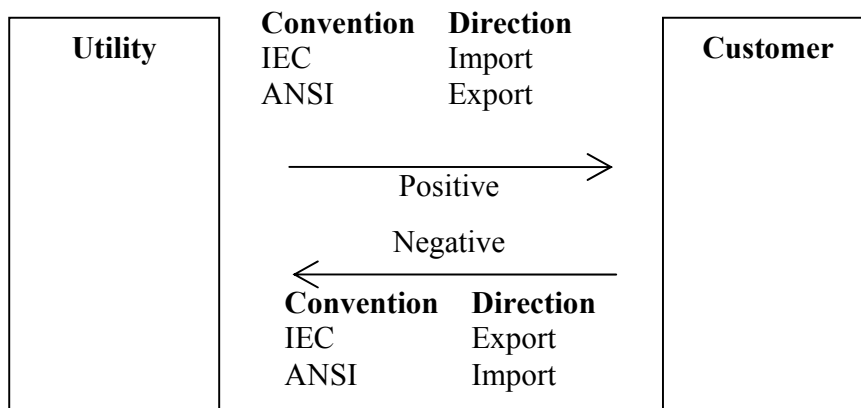 Convention Direction
Utility IEC Import Customer
ANSI Export
Positive
Negative
Convention Direction
IEC Export
ANSI Import